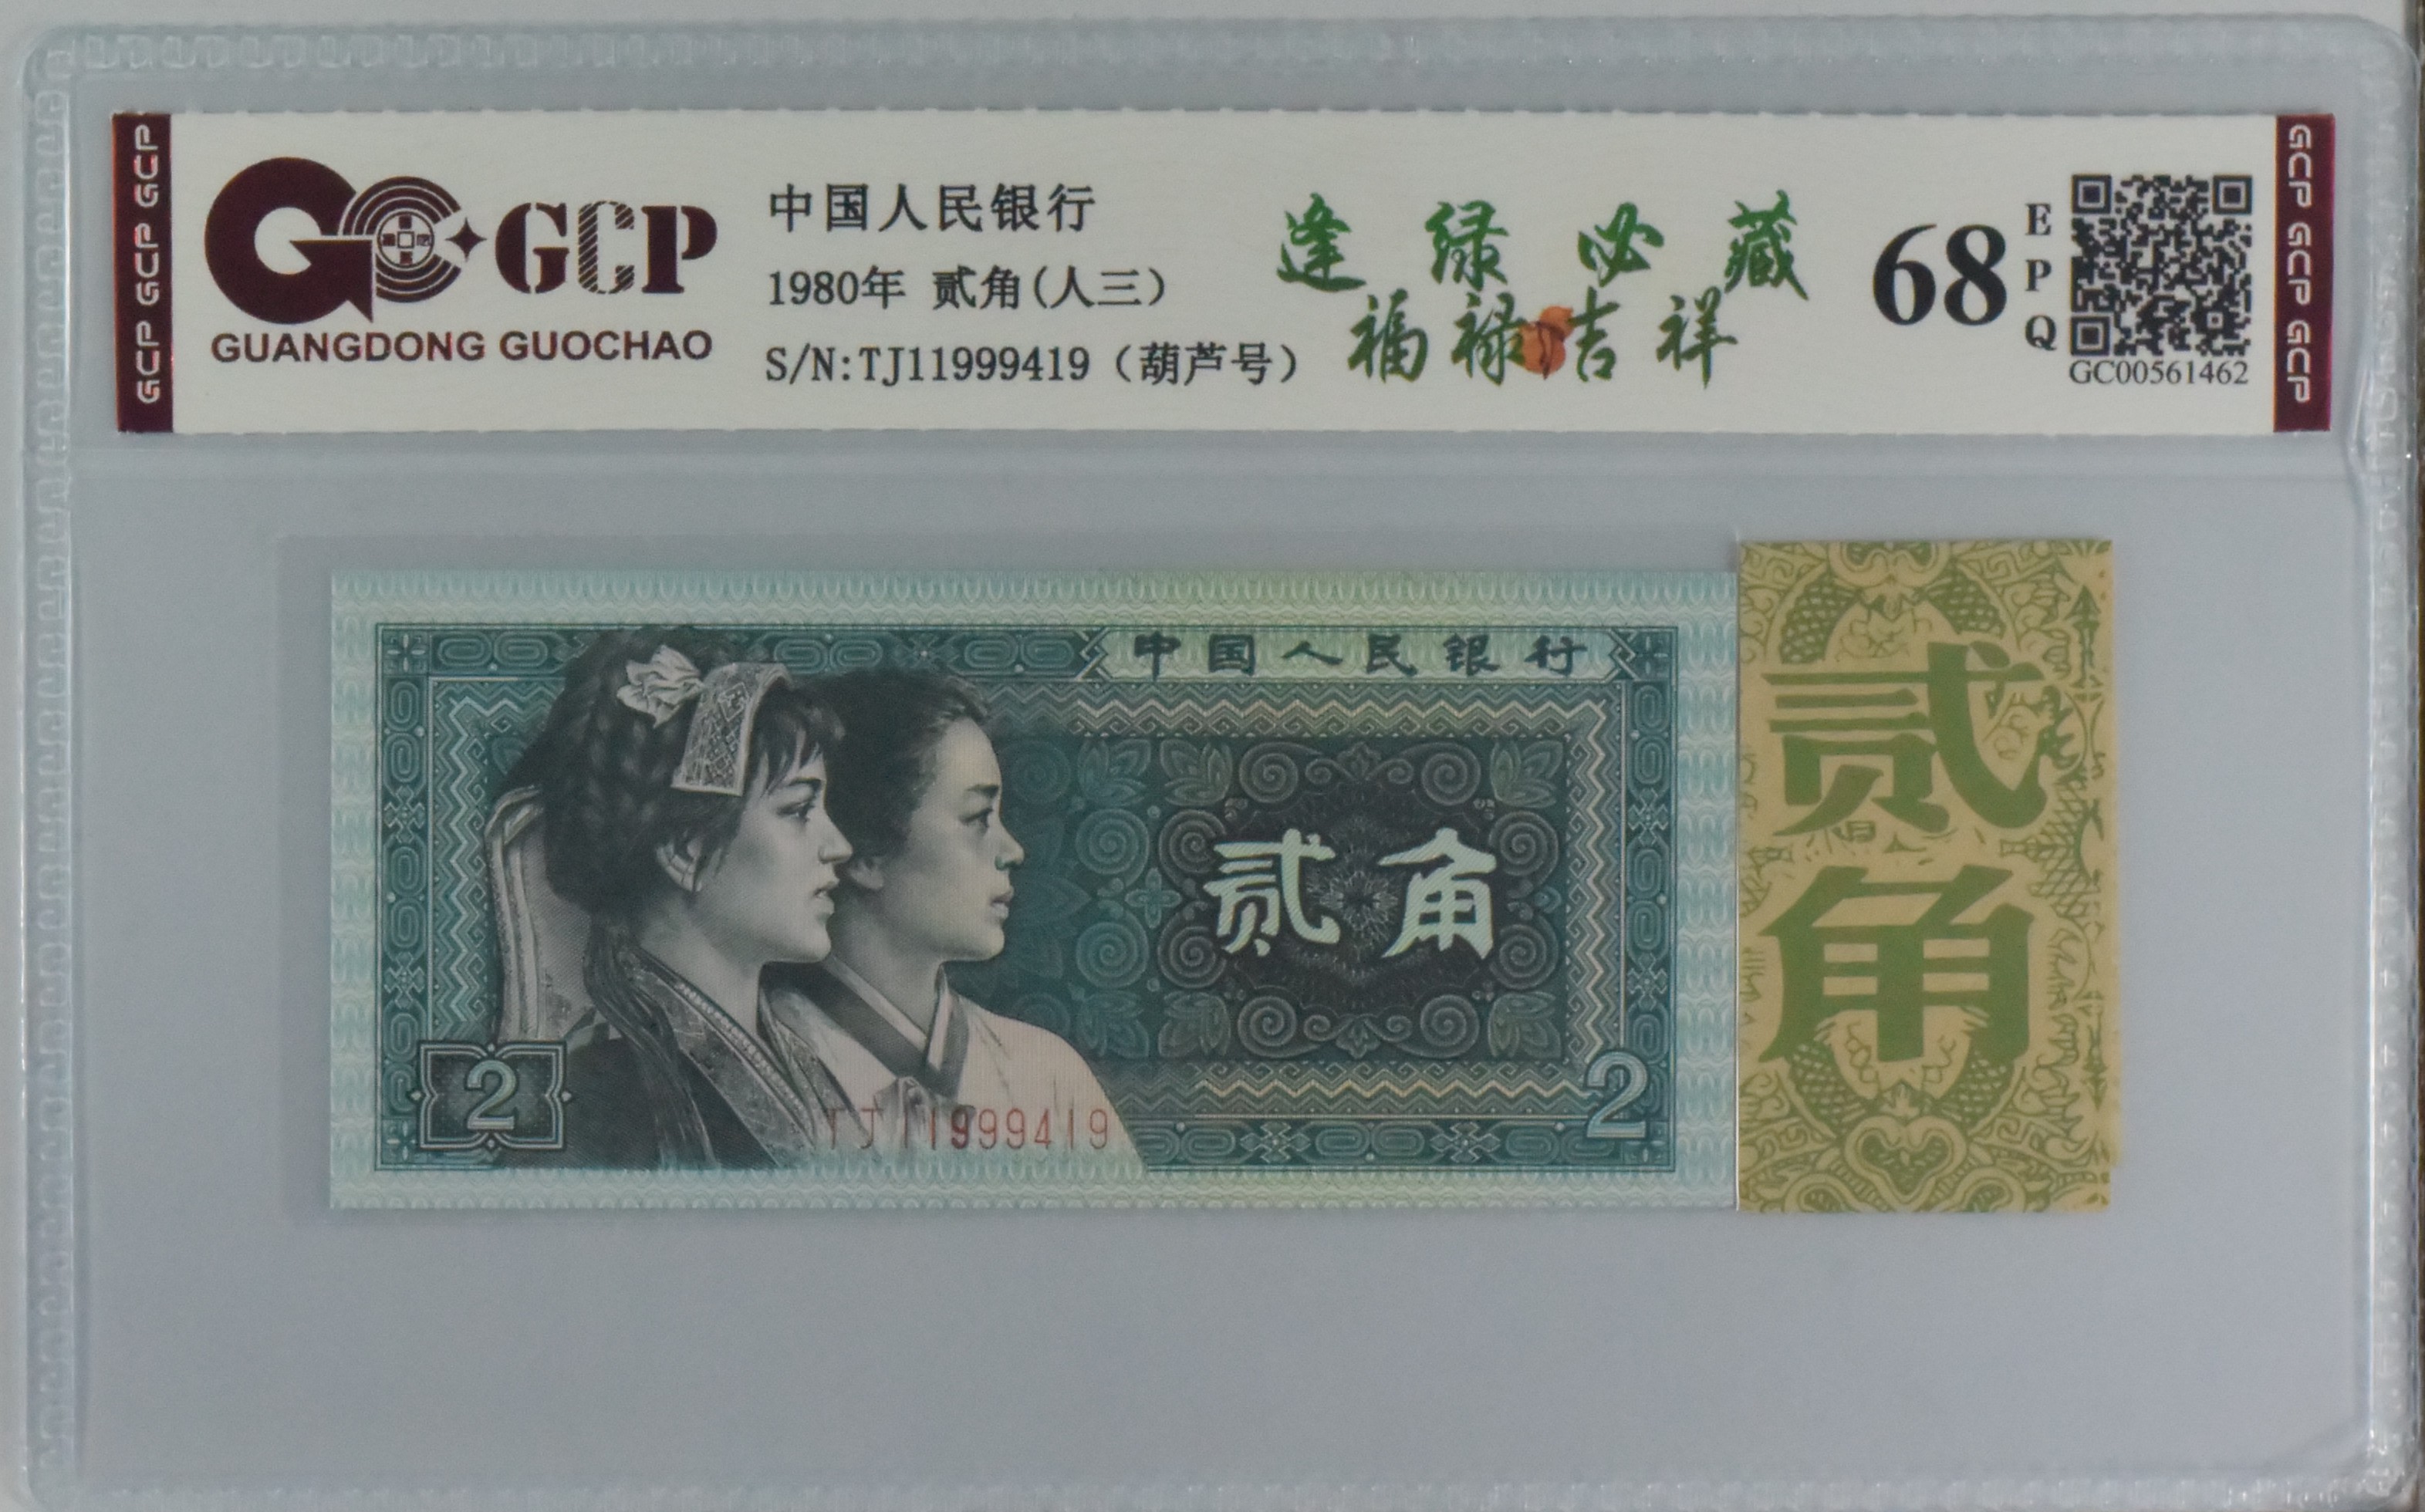 GCP GCP GCP
GCP
GUANGDONG GUOCHAO
中国人民银行
1980年 贰角(人三)
S/N:TJ11999419（葫芦号）
逢绿必藏
福禄吉祥
68
EPQ
GC00561462
GCP GCP GCP
中国人民银行
贰角
2
TJ11999419
2
贰角